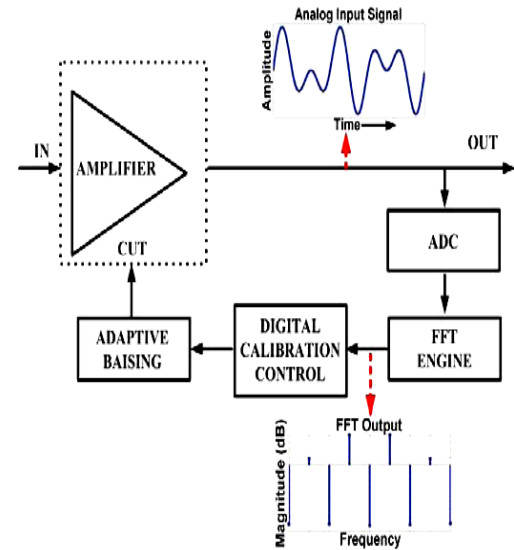 Analog Input Signal
Amplitude
Time
IN
OUT
AMPLIFIER
CUT
ADC
ADAPTIVE
BAISING
DIGITAL
CALIBRATION
CONTROL
FFT
ENGINE
FFT Output
Magnitude (dB)
Frequency